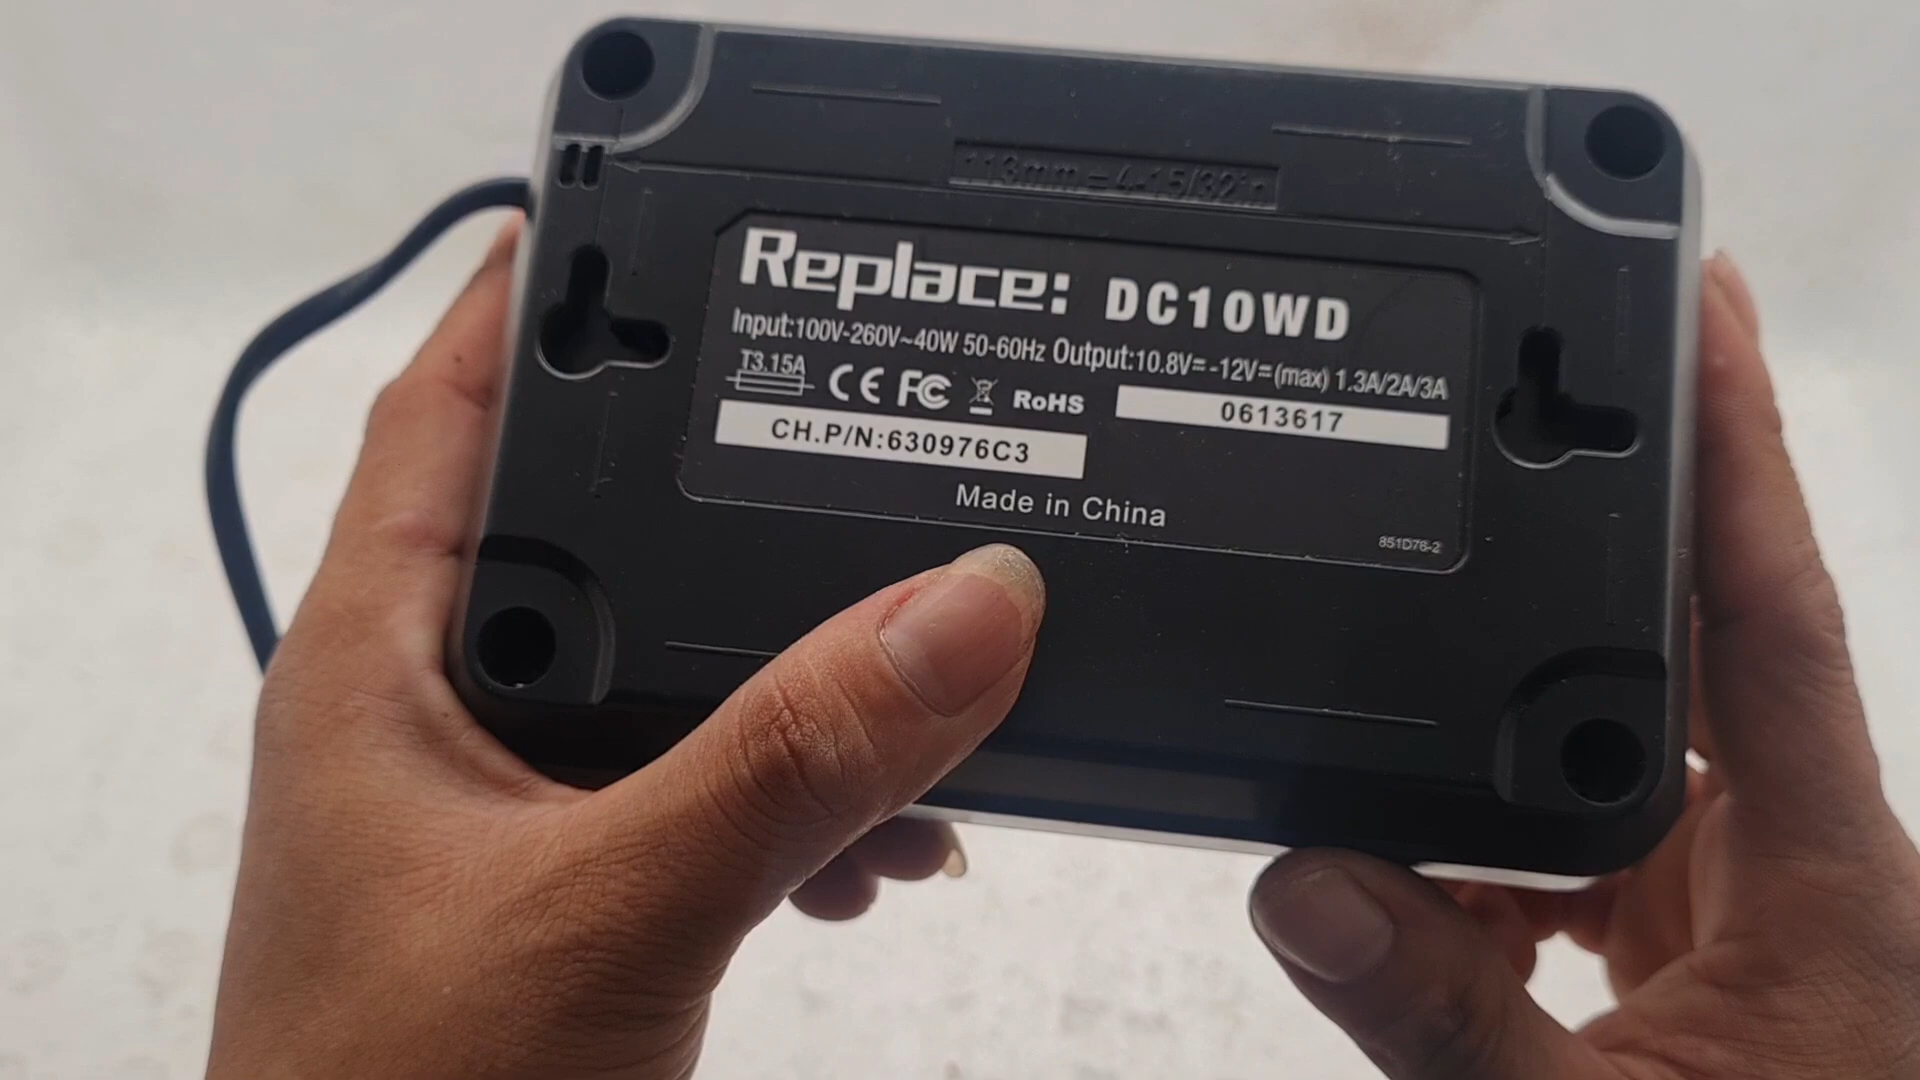 113mm=4-15/32in
Replace: DC10WD
Input:100V-260V~40W 50-60Hz Output:10.8V= -12V=(max) 1.3A/2A/3A
T3.15A
CE FC RoHS
0613617
CH.P/N:630976C3
Made in China
851D76-2